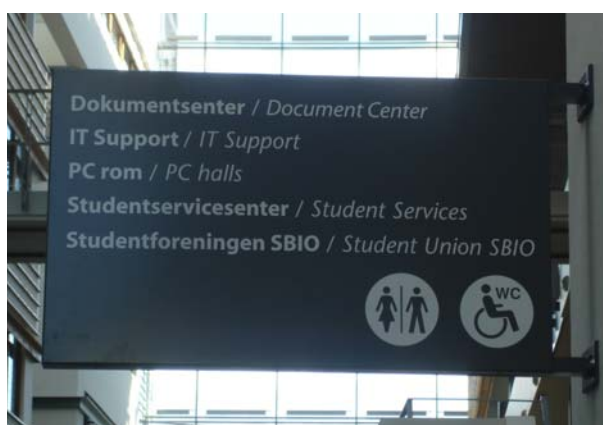 Dokumentsenter / Document Center
IT Support / IT Support
PC rom / PC halls
Studentservicesenter / Student Services
Studentforeningen SBIO / Student Union SBIO
WC